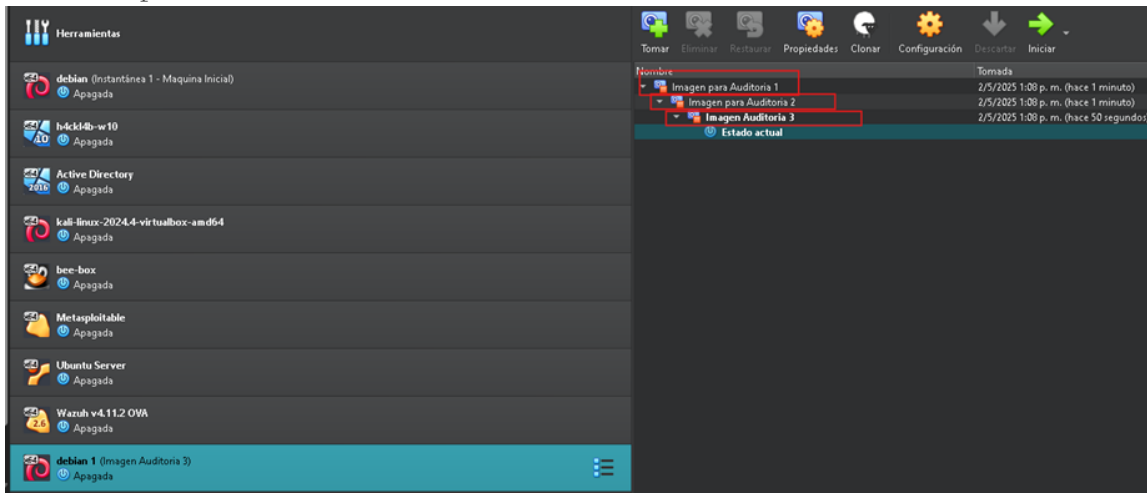 Herramientas
debian (Instantánea 1 - Maquina Inicial)
Apagada
h4ckl4b-w10
Apagada
Active Directory
Apagada
kali-linux-2024.4-virtualbox-amd64
Apagada
bee-box
Apagada
Metasploitable
Apagada
Ubuntu Server
Apagada
Wazuh v4.11.2 OVA
Apagada
debian 1 (Imagen Auditoria 3)
Apagada
Tomar Eliminar Restaurar Propiedades Clonar Configuración Descartar Iniciar
Nombre Tomada
Imagen para Auditoria 1 2/5/2025 1:08 p. m. (hace 1 minuto)
Imagen para Auditoria 2 2/5/2025 1:08 p. m. (hace 1 minuto)
Imagen Auditoria 3 2/5/2025 1:08 p. m. (hace 50 segundos
Estado actual